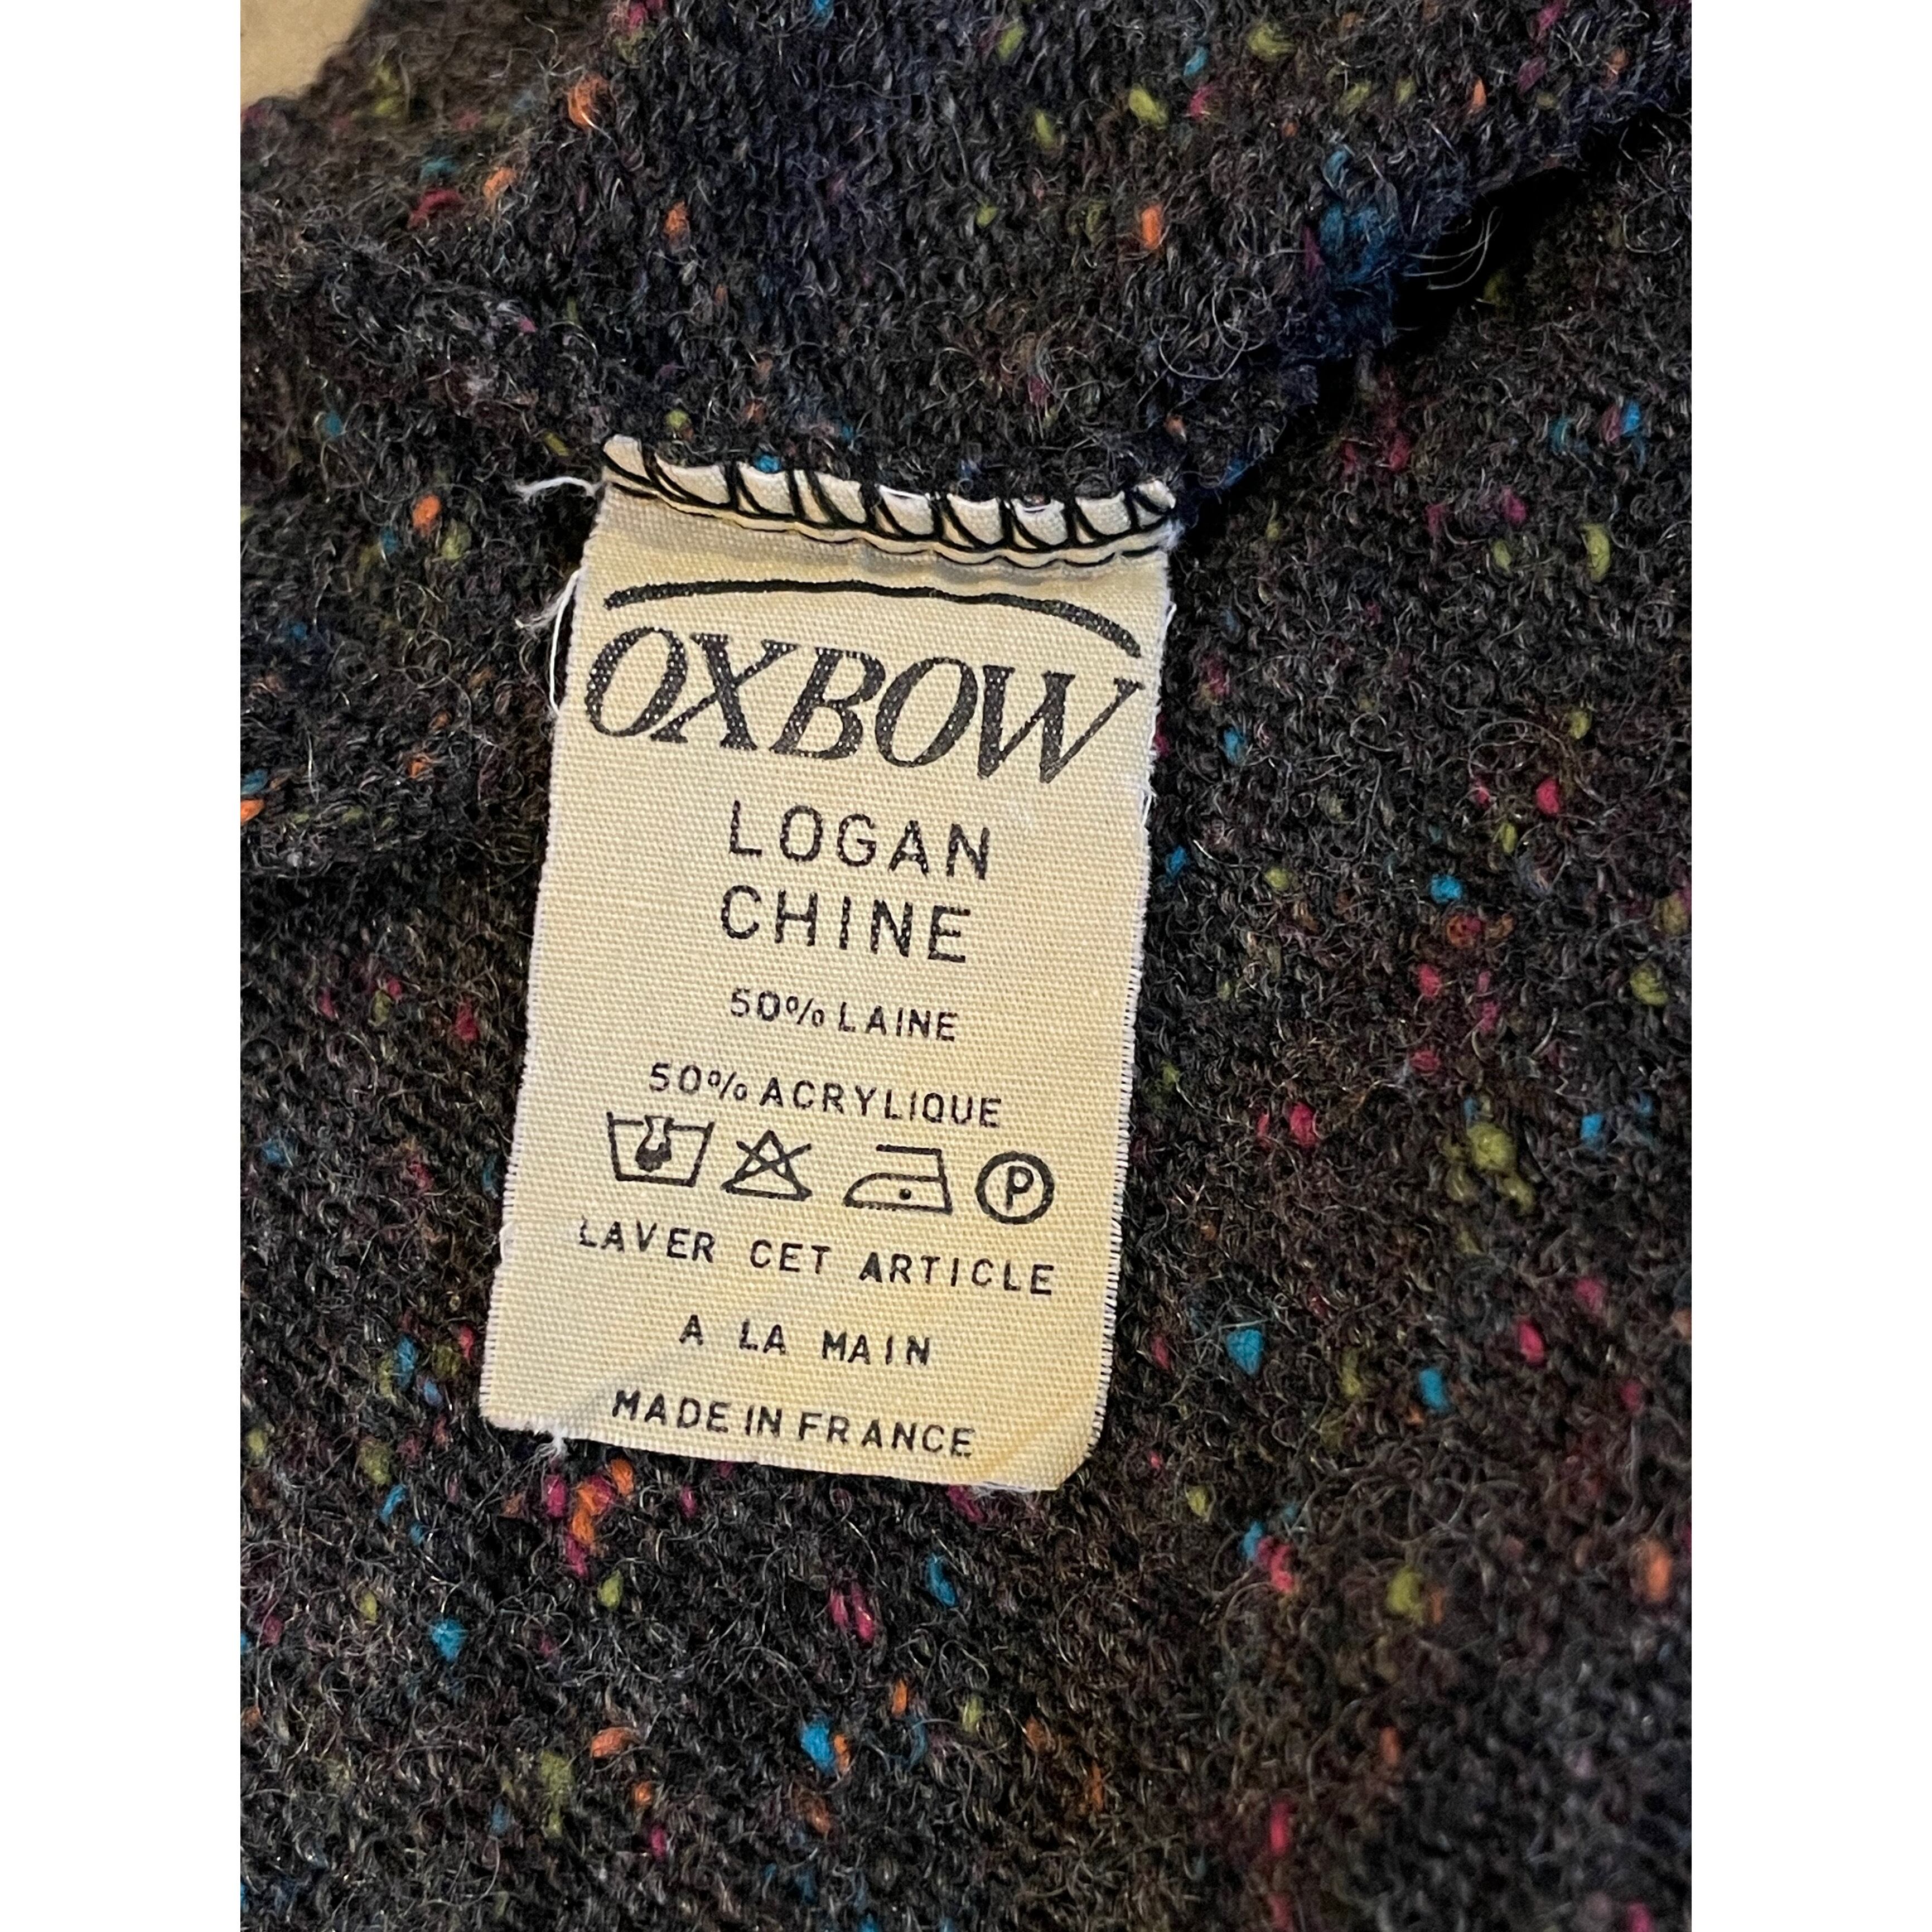 OXBOW
LOGAN
CHINE
50% LAINE
50% ACRYLIQUE
P
LAVER CET ARTICLE
A LA MAIN
MADE IN FRANCE